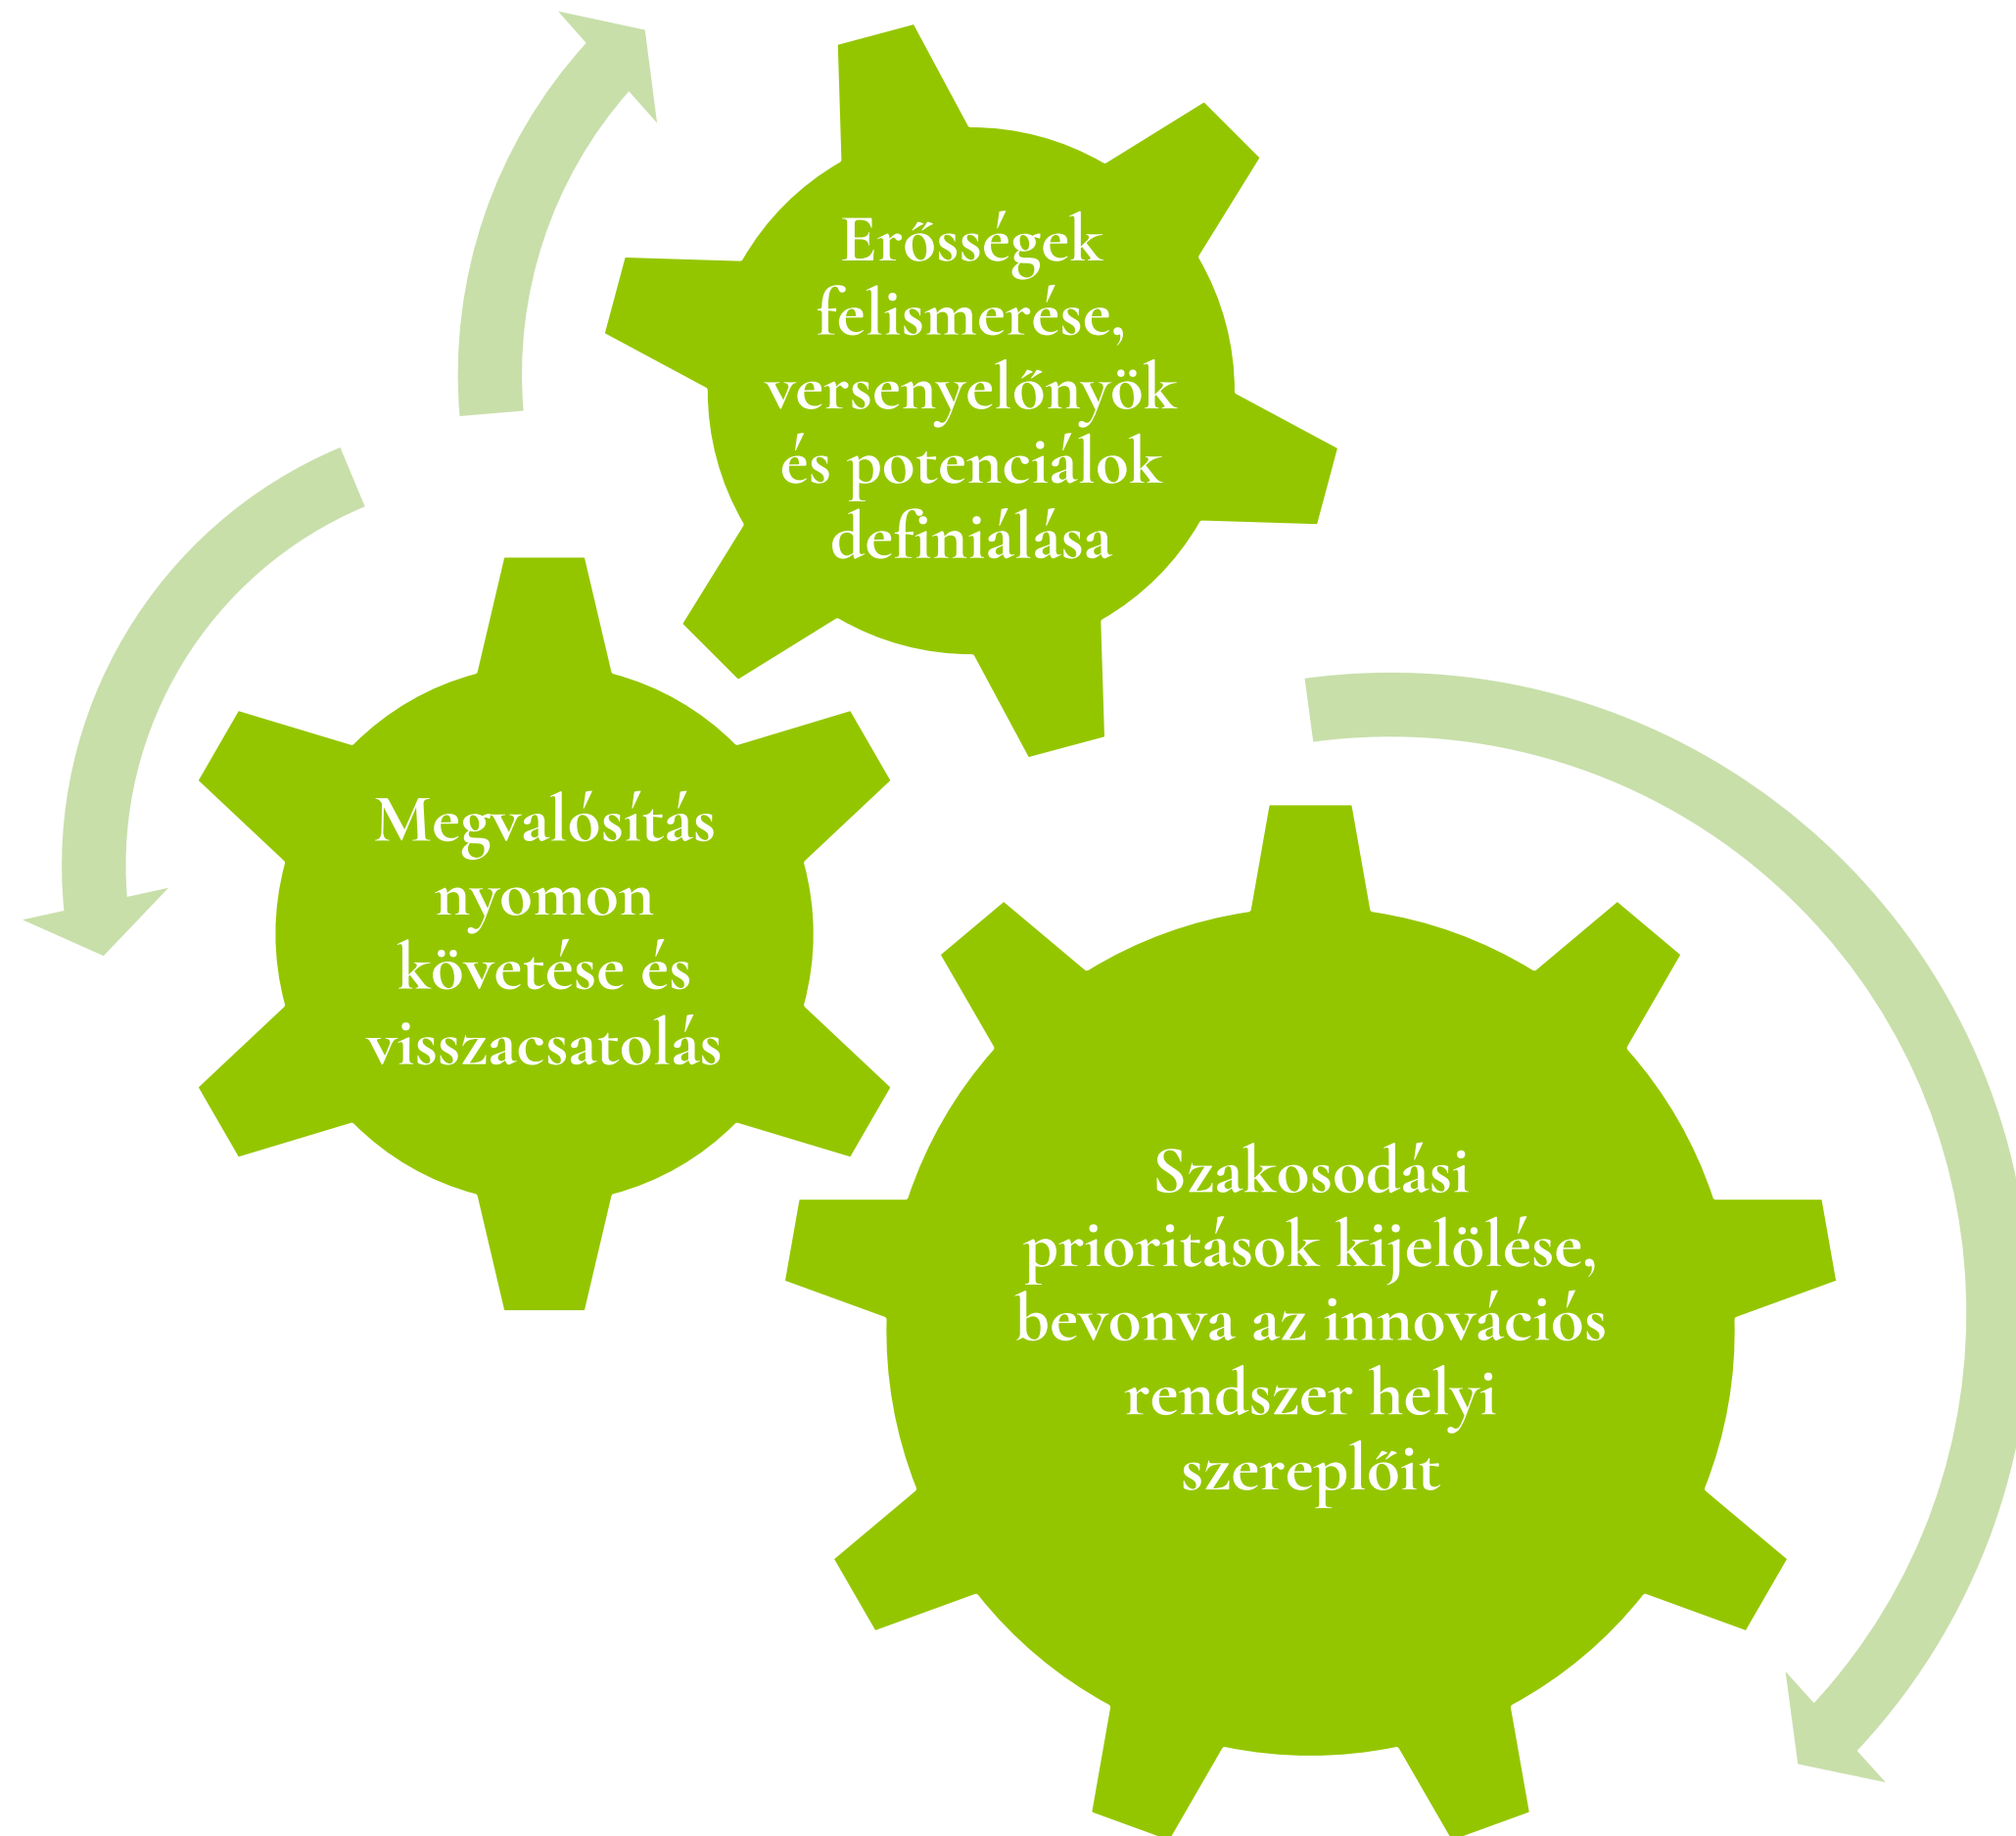 Erősségek
felismerése,
versenyelőnyök
és potenciálok
definiálása
Megvalósítás
nyomon
követése és
visszacsatolás
Szakosodási
prioritások kijelölése,
bevonva az innovációs
rendszer helyi
szereplőit